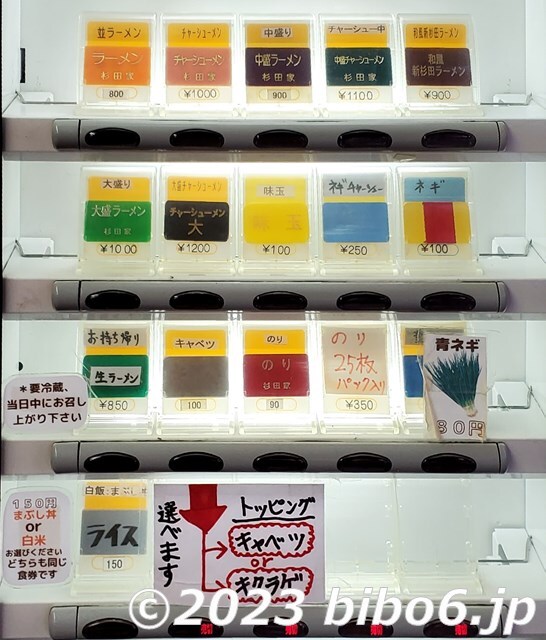 並ラーメン
ラーメン
杉田家
800
チャーシューメン
チャーシューメン
杉田家
¥1000
中盛り
中盛ラーメン
杉田家
900
チャーシュー中
中盛チャーシューメン
杉田家
¥1100
和風新杉田ラーメン
和風
新杉田ラーメン
¥900
大盛り
大盛ラーメン
杉田家
¥1000
大盛チャーシューメン
チャーシューメン
大
¥1200
味玉
味玉
¥100
ネギチャーシュー
¥250
ネギ
¥100
お持ち帰り
生ラーメン
¥850
キャベツ
100
のり
のり
杉田家
90
のり
25枚
パック入り
¥350
青ネギ
80円
*要冷蔵、
当日中にお召し
上がり下さい
150円
まぶし丼
or
白米
お選びください
どちらも同じ
食券です
白飯・まぶし丼
ライス
150
選べます
トッピング
キャベツ
or
キクラゲ
©2023 bibo6.jp